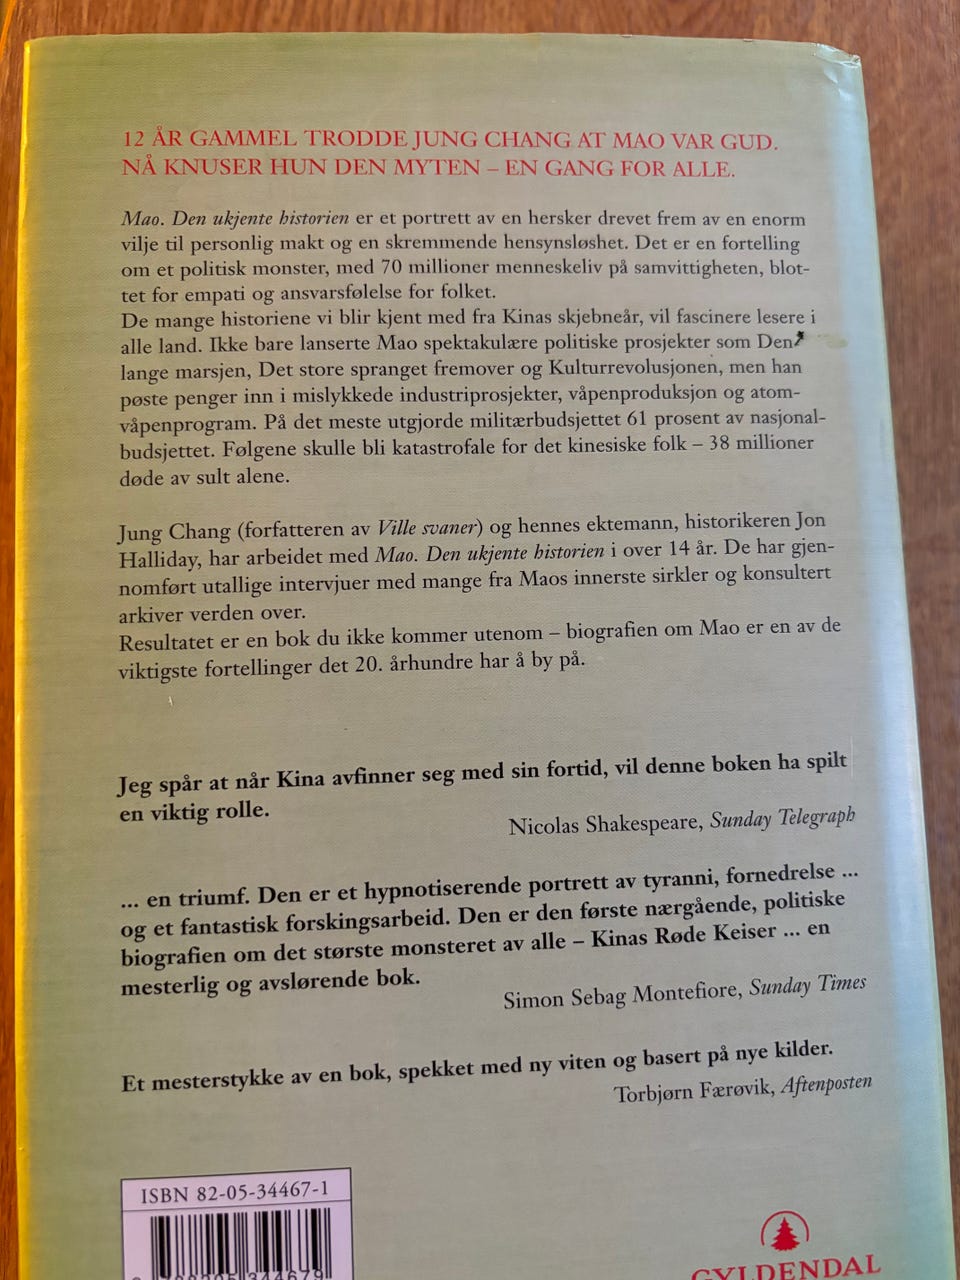 12 ÅR GAMMEL TRODDE JUNG CHANG AT MAO VAR GUD.
NÅ KNUSER HUN DEN MYTEN – EN GANG FOR ALLE.
Mao. Den ukjente historien er et portrett av en hersker drevet frem av en enorm
vilje til personlig makt og en skremmende hensynsløshet. Det er en fortelling
om et politisk monster, med 70 millioner menneskeliv på samvittigheten, blot-
tet for empati og ansvarsfølelse for folket.
De mange historiene vi blir kjent med fra Kinas skjebneår, vil fascinere lesere i
alle land. Ikke bare lanserte Mao spektakulære politiske prosjekter som Den
lange marsjen, Det store spranget fremover og Kulturrevolusjonen, men han
pøste penger inn i mislykkede industriprosjekter, våpenproduksjon og atom-
våpenprogram. På det meste utgjorde militærbudsjettet 61 prosent av nasjonal-
budsjettet. Følgene skulle bli katastrofale for det kinesiske folk – 38 millioner
døde av sult alene.
Jung Chang (forfatteren av Ville svaner) og hennes ektemann, historikeren Jon
Halliday, har arbeidet med Mao. Den ukjente historien i over 14 år. De har gjen-
nomført utallige intervjuer med mange fra Maos innerste sirkler og konsultert
arkiver verden over.
Resultatet er en bok du ikke kommer utenom – biografien om Mao er en av de
viktigste fortellinger det 20. århundre har å by på.
Jeg spår at når Kina avfinner seg med sin fortid, vil denne boken ha spilt
en viktig rolle.
Nicolas Shakespeare, Sunday Telegraph
... en triumf. Den er et hypnotiserende portrett av tyranni, fornedrelse ...
og et fantastisk forskingsarbeid. Den er den første nærgående, politiske
biografien om det største monsteret av alle – Kinas Røde Keiser ... en
mesterlig og avslørende bok.
Simon Sebag Montefiore, Sunday Times
Et mesterstykke av en bok, spekket med ny viten og basert på nye kilder.
Torbjørn Færøvik, Aftenposten
ISBN 82-05-34467-1
GYLDENDAL